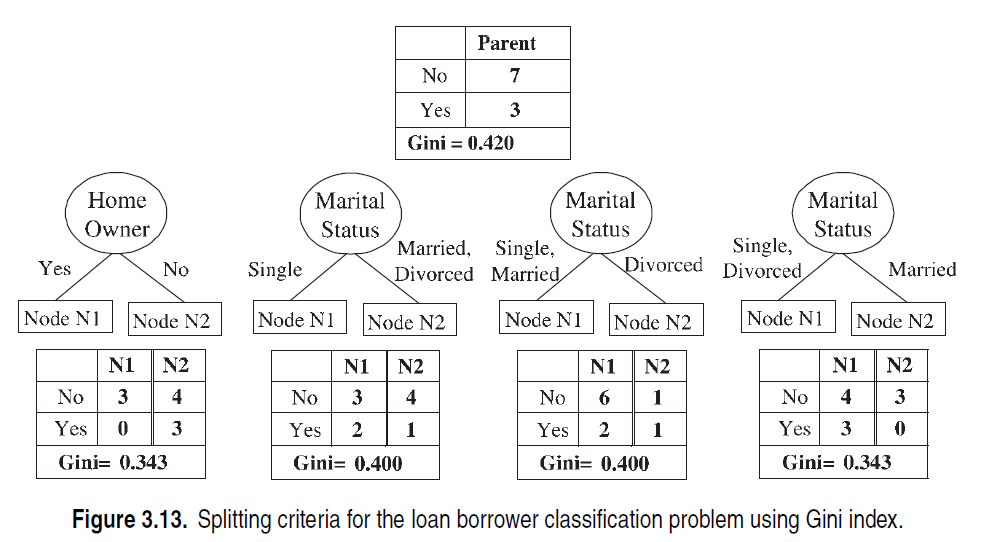 Parent
No 7
Yes 3
Gini = 0.420
Home
Owner
Yes
No
Node N1
Node N2
N1 N2
No 3 4
Yes 0 3
Gini= 0.343
Marital
Status
Single
Married,
Divorced
Node N1
Node N2
N1 N2
No 3 4
Yes 2 1
Gini= 0.400
Marital
Status
Single,
Married
Divorced
Node N1
Node N2
N1 N2
No 6 1
Yes 2 1
Gini= 0.400
Marital
Status
Single,
Divorced
Married
Node N1
Node N2
N1 N2
No 4 3
Yes 3 0
Gini= 0.343
Figure 3.13. Splitting criteria for the loan borrower classification problem using Gini index.